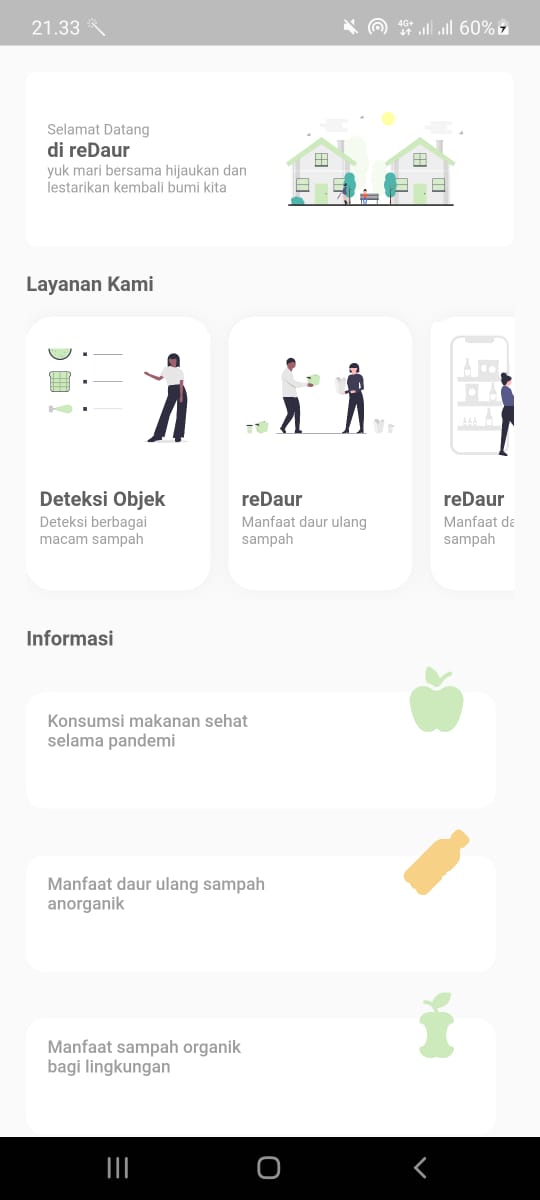 21.33
4G+
60%
Selamat Datang
di reDaur
yuk mari bersama hijaukan dan
lestarikan kembali bumi kita
Layanan Kami
Deteksi Objek
Deteksi berbagai
macam sampah
reDaur
Manfaat daur ulang
sampah
reDaur
Manfaat da
sampah
Informasi
Konsumsi makanan sehat
selama pandemi
Manfaat daur ulang sampah
anorganik
Manfaat sampah organik
bagi lingkungan